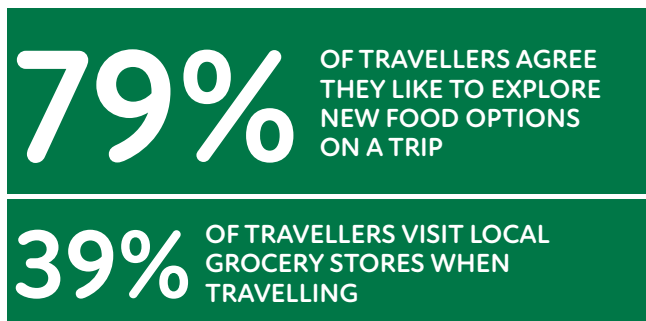 79%
OF TRAVELLERS AGREE
THEY LIKE TO EXPLORE
NEW FOOD OPTIONS
ON A TRIP
39%
OF TRAVELLERS VISIT LOCAL
GROCERY STORES WHEN
TRAVELLING